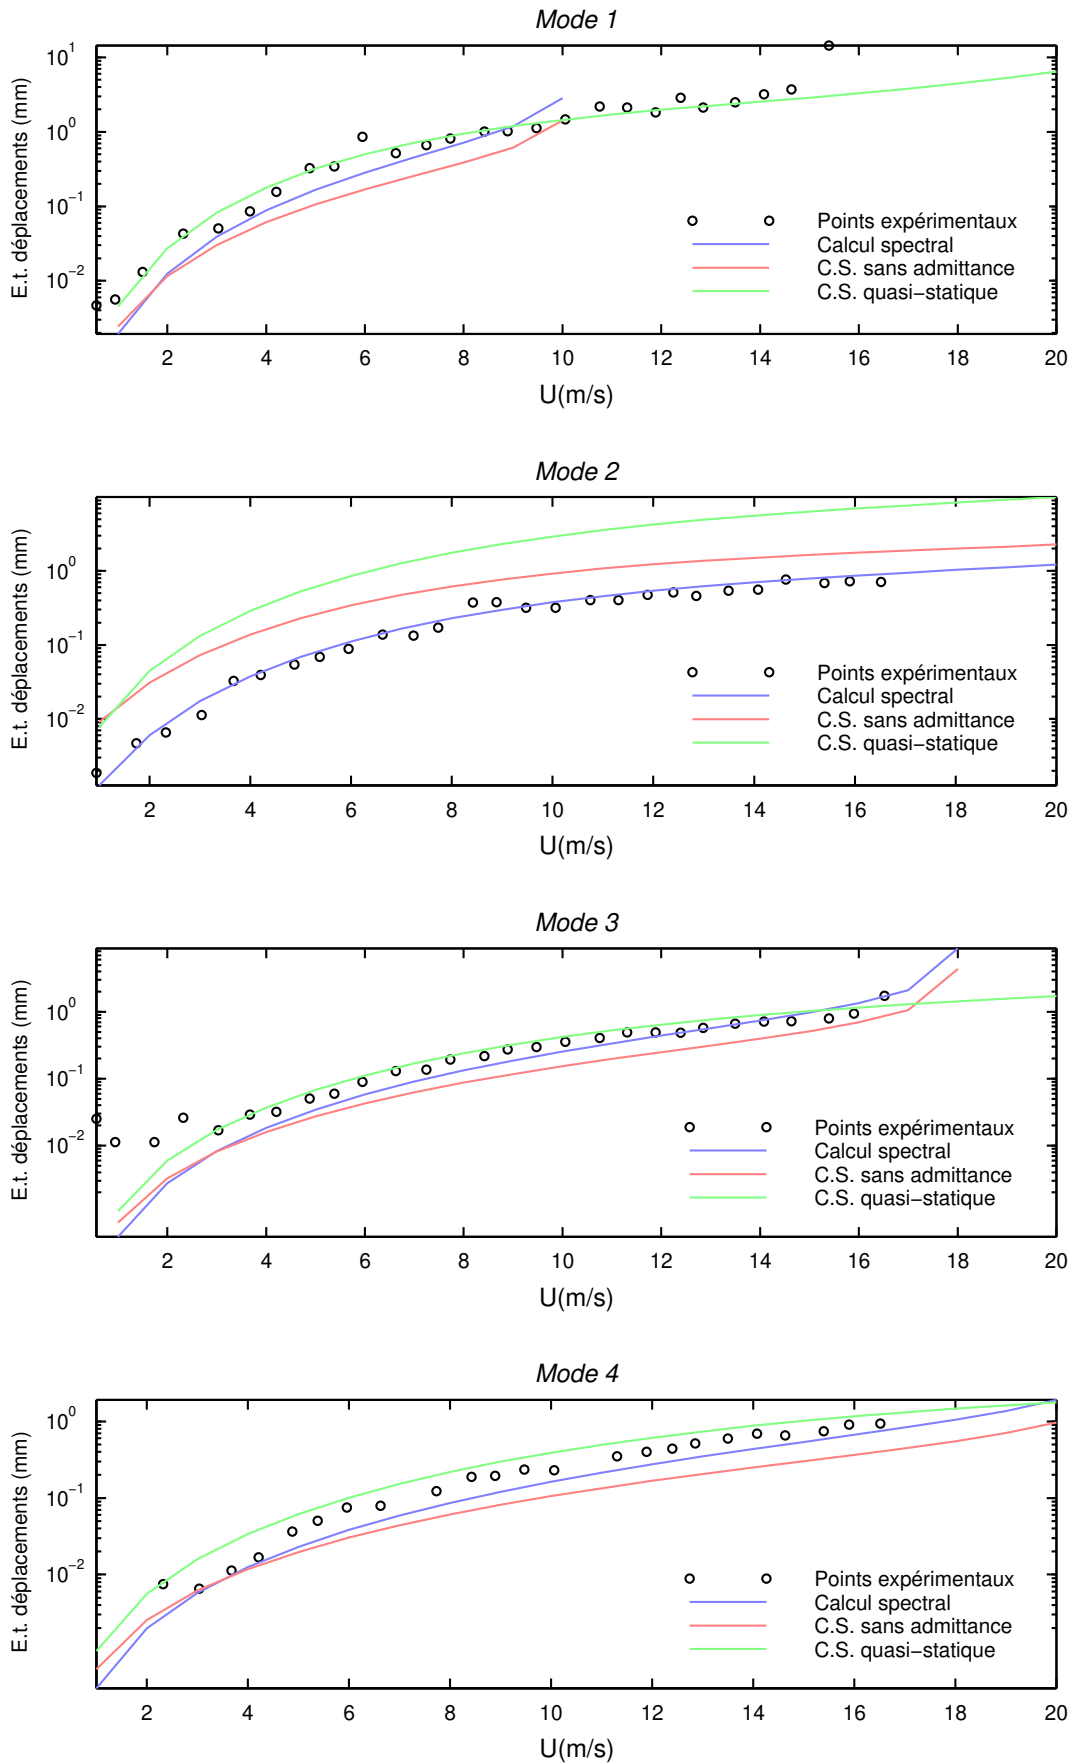 Mode 1
E.t. déplacements (mm)
10^1
10^0
10^-1
10^-2
Points expérimentaux
Calcul spectral
C.S. sans admittance
C.S. quasi-statique
2 4 6 8 10 12 14 16 18 20
U(m/s)
Mode 2
E.t. déplacements (mm)
10^0
10^-1
10^-2
Points expérimentaux
Calcul spectral
C.S. sans admittance
C.S. quasi-statique
2 4 6 8 10 12 14 16 18 20
U(m/s)
Mode 3
E.t. déplacements (mm)
10^0
10^-1
10^-2
Points expérimentaux
Calcul spectral
C.S. sans admittance
C.S. quasi-statique
2 4 6 8 10 12 14 16 18 20
U(m/s)
Mode 4
E.t. déplacements (mm)
10^0
10^-1
10^-2
Points expérimentaux
Calcul spectral
C.S. sans admittance
C.S. quasi-statique
2 4 6 8 10 12 14 16 18 20
U(m/s)